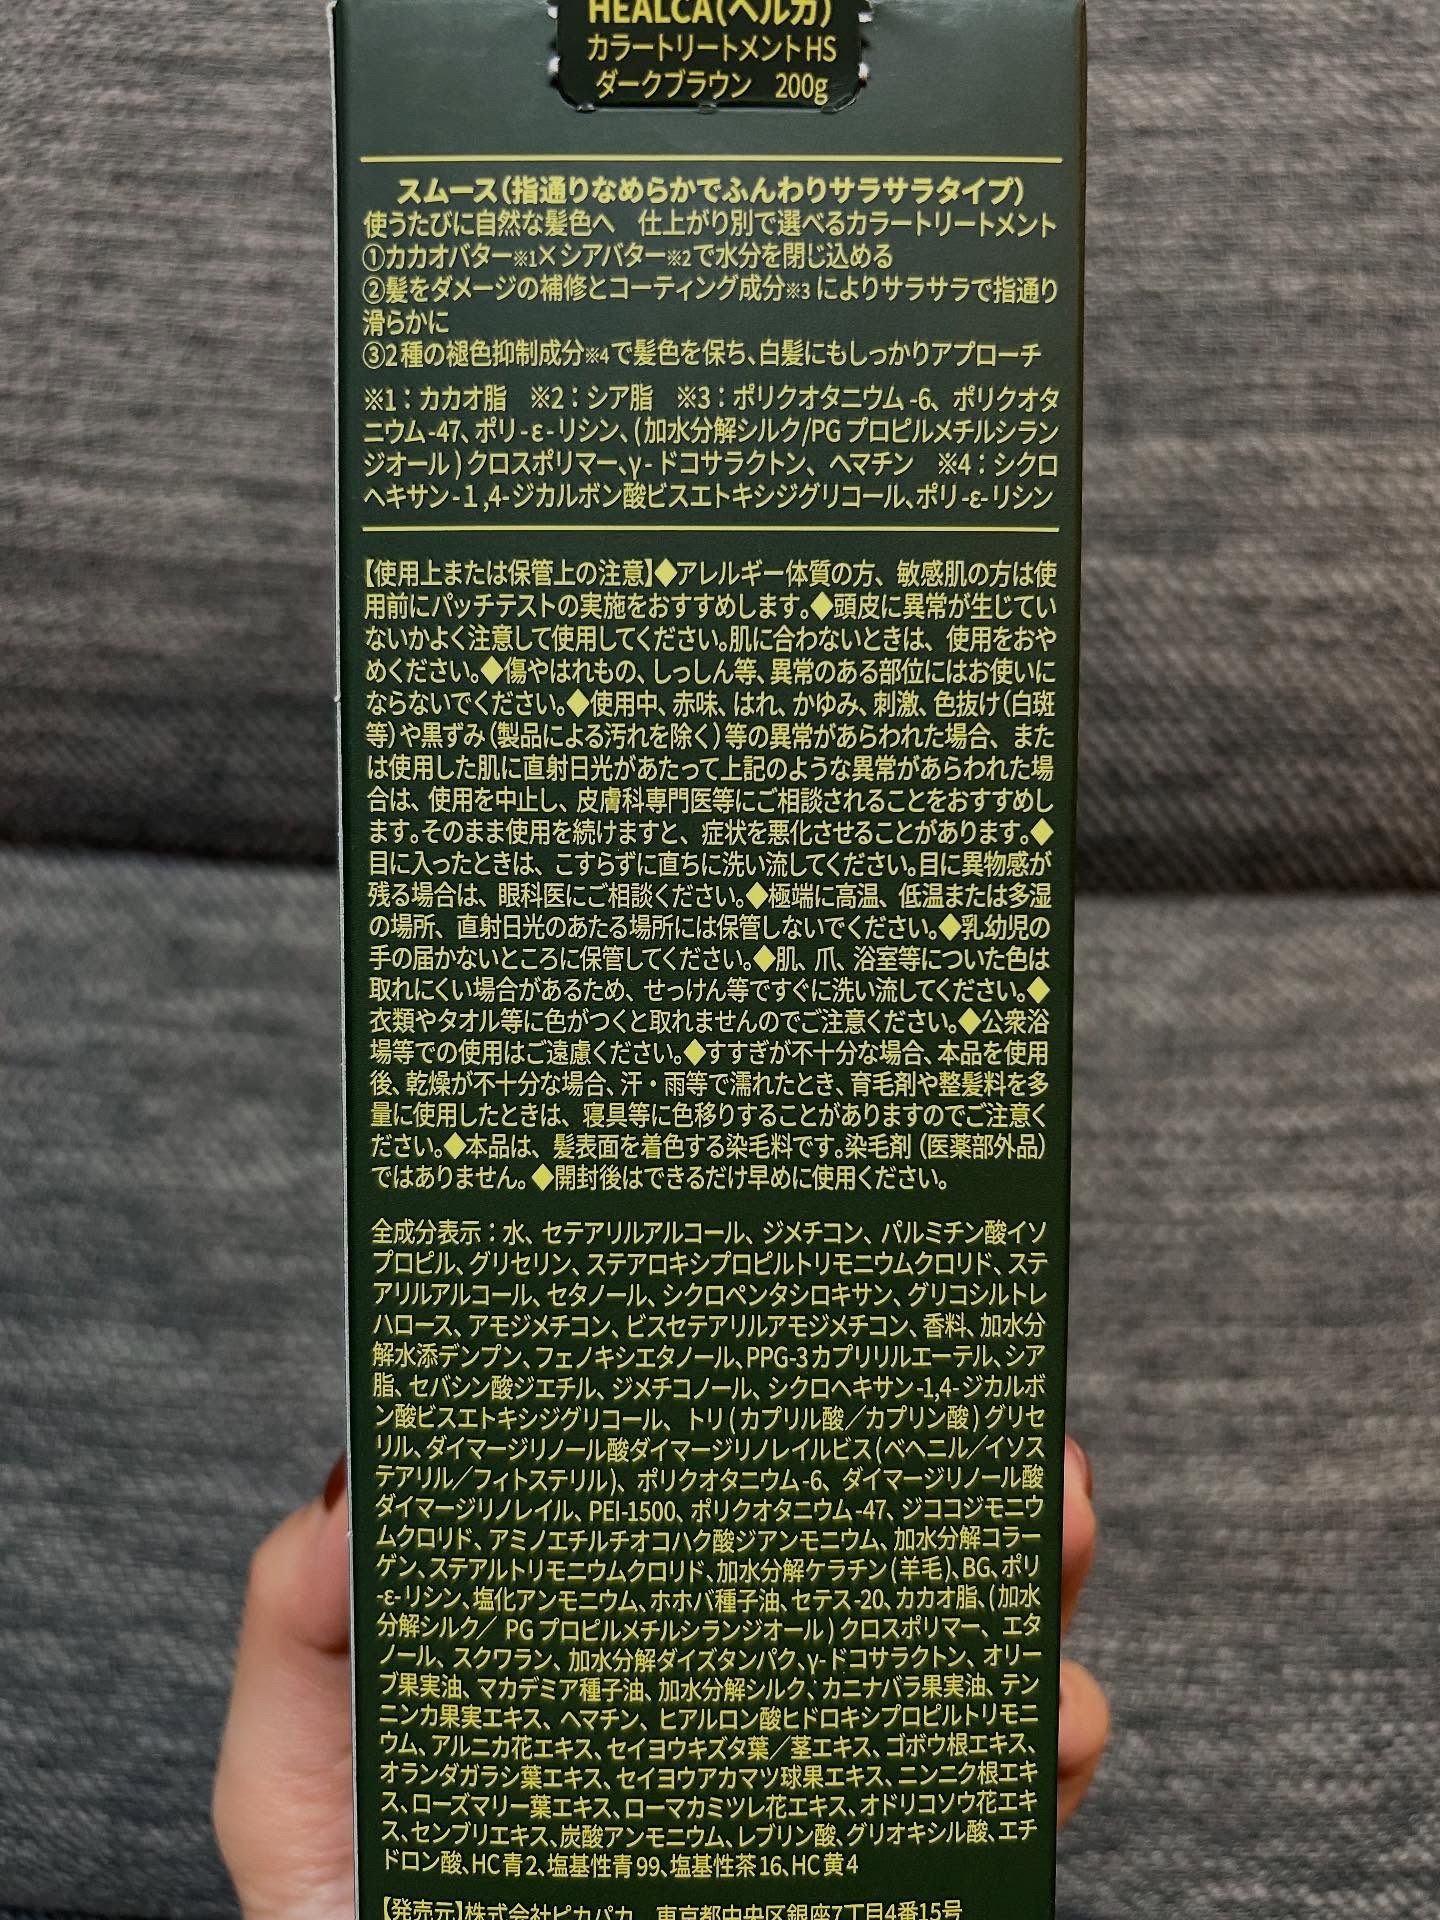 HEALCA(ヘルカ)
カラートリートメントHS
ダークブラウン 200g
スムース(指通りなめらかでふんわりサラサラタイプ)
使うたびに自然な髪色へ 仕上がり別で選べるカラートリートメント
①カカオバター※1×シアバター※2で水分を閉じ込める
②髪をダメージの補修とコーティング成分※3によりサラサラで指通り
滑らかに
③2種の褪色抑制成分※4で髪色を保ち、白髪にもしっかりアプローチ
※1：カカオ脂 ※2：シア脂 ※3：ポリクオタニウム-6、ポリクオタ
ニウム-47、ポリ-ε-リシン、(加水分解シルク/PGプロピルメチルシラン
ジオール)クロスポリマー、γ-ドコサラクトン、ヘマチン ※4：シクロ
ヘキサン-1,4-ジカルボン酸ビスエトキシジグリコール、ポリ-ε-リシン
【使用上または保管上の注意】◆アレルギー体質の方、敏感肌の方は使
用前にパッチテストの実施をおすすめします。◆頭皮に異常が生じてい
ないかよく注意して使用してください。肌に合わないときは、使用をおや
めください。◆傷やはれもの、しっしん等、異常のある部位にはお使いに
ならないでください。◆使用中、赤味、はれ、かゆみ、刺激、色抜け(白斑
等)や黒ずみ(製品による汚れを除く)等の異常があらわれた場合、また
は使用した肌に直射日光があたって上記のような異常があらわれた場
合は、使用を中止し、皮膚科専門医等にご相談されることをおすすめし
ます。そのまま使用を続けますと、症状を悪化させることがあります。◆
目に入ったときは、こすらずに直ちに洗い流してください。目に異物感が
残る場合は、眼科医にご相談ください。◆極端に高温、低温または多湿
の場所、直射日光のあたる場所には保管しないでください。◆乳幼児の
手の届かないところに保管してください。◆肌、爪、浴室等についた色は
取れにくい場合があるため、せっけん等ですぐに洗い流してください。◆
衣類やタオル等に色がつくと取れませんのでご注意ください。◆公衆浴
場等での使用はご遠慮ください。◆すすぎが不十分な場合、本品を使用
後、乾燥が不十分な場合、汗・雨等で濡れたとき、育毛剤や整髪料を多
量に使用したときは、寝具等に色移りすることがありますのでご注意く
ださい。◆本品は、髪表面を着色する染毛料です。染毛剤(医薬部外品)
ではありません。◆開封後はできるだけ早めに使用ください。
全成分表示：水、セテアリルアルコール、ジメチコン、パルミチン酸イソ
プロピル、グリセリン、ステアロキシプロピルトリモニウムクロリド、ステ
アリルアルコール、セタノール、シクロペンタシロキサン、グリコシルトレ
ハロース、アモジメチコン、ビスセテアリルアモジメチコン、香料、加水分
解水添デンプン、フェノキシエタノール、PPG-3カプリリルエーテル、シア
脂、セバシン酸ジエチル、ジメチコノール、シクロヘキサン-1,4-ジカルボ
ン酸ビスエトキシジグリコール、トリ(カプリル酸／カプリン酸)グリセ
リル、ダイマージリノール酸ダイマージリノレイルビス(ベヘニル／イソス
テアリル／フィトステリル)、ポリクオタニウム-6、ダイマージリノール酸
ダイマージリノレイル、PEI-1500、ポリクオタニウム-47、ジココジモニウ
ムクロリド、アミノエチルチオコハク酸ジアンモニウム、加水分解コラー
ゲン、ステアルトリモニウムクロリド、加水分解ケラチン(羊毛)、BG、ポリ
-ε-リシン、塩化アンモニウム、ホホバ種子油、セテス-20、カカオ脂、(加水
分解シルク／PGプロピルメチルシランジオール)クロスポリマー、エタ
ノール、スクワラン、加水分解ダイズタンパク、γ-ドコサラクトン、オリー
ブ果実油、マカデミア種子油、加水分解シルク、カニナバラ果実油、テン
ニンカ果実エキス、ヘマチン、ヒアルロン酸ヒドロキシプロピルトリモニ
ウム、アルニカ花エキス、セイヨウキズタ葉／茎エキス、ゴボウ根エキス、
オランダガラシ葉エキス、セイヨウアカマツ球果エキス、ニンニク根エキ
ス、ローズマリー葉エキス、ローマカミツレ花エキス、オドリコソウ花エキ
ス、センブリエキス、炭酸アンモニウム、レブリン酸、グリオキシル酸、エチ
ドロン酸、HC青2、塩基性青99、塩基性茶16、HC黄4
【発売元】株式会社ピカパカ 東京都中央区銀座7丁目4番15号